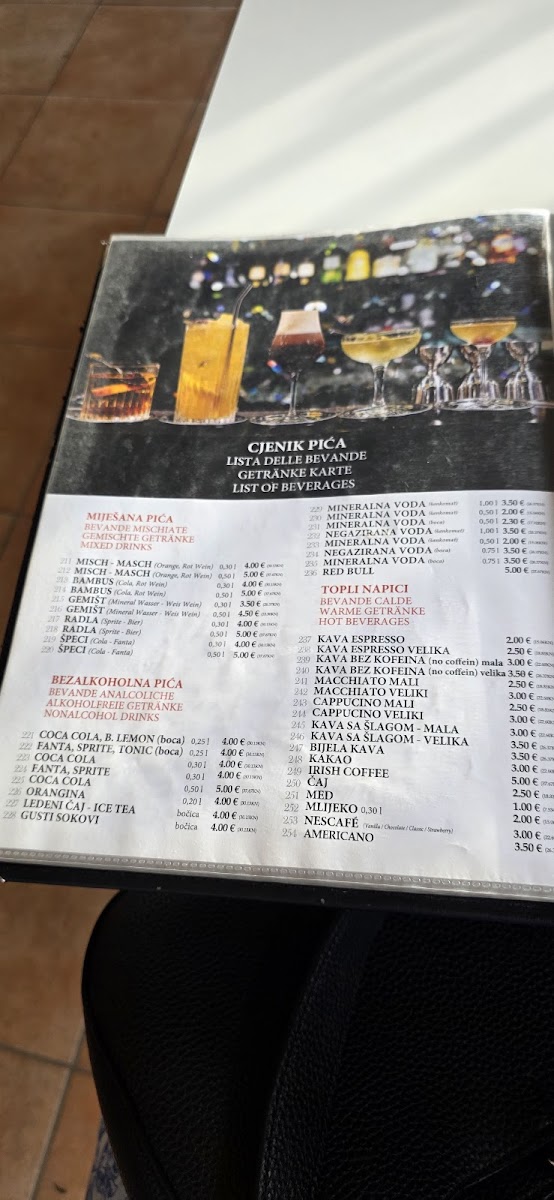 CJENIK PIĆA
LISTA DELLE BEVANDE
GETRÄNKE KARTE
LIST OF BEVERAGES
MIJEŠANA PIĆA
BEVANDE MISCHIATE
GEMISCHTE GETRÄNKE
MIXED DRINKS
211 MISCH - MASCH (Orange, Rot Wein) 0,30 l 4.00 €
212 MISCH - MASCH (Orange, Rot Wein) 0,50 l 5.00 €
213 BAMBUS (Cola, Rot Wein) 0,30 l 4.00 €
214 BAMBUS (Cola, Rot Wein) 0,50 l 5.00 €
215 GEMIŠT (Mineral Wasser - Weis Wein) 0,30 l 3.50 €
216 GEMIŠT (Mineral Wasser - Weis Wein) 0,50 l 4.50 €
217 RADLA (Sprite - Bier) 0,30 l 4.00 €
218 RADLA (Sprite - Bier) 0,50 l 5.00 €
219 ŠPECI (Cola - Fanta) 0,30 l 4.00 €
220 ŠPECI (Cola - Fanta) 0,50 l 5.00 €
BEZALKOHOLNA PIĆA
BEVANDE ANALCOLICHE
ALKOHOLFREIE GETRÄNKE
NONALCOHOL DRINKS
221 COCA COLA, B. LEMON (boca) 0,25 l 4.00 €
222 FANTA, SPRITE, TONIC (boca) 0,25 l 4.00 €
223 COCA COLA 0,30 l 4.00 €
224 FANTA, SPRITE 0,30 l 4.00 €
225 COCA COLA 0,50 l 5.00 €
226 ORANGINA 0,20 l 4.00 €
227 LEDENI ČAJ - ICE TEA bočica 4.00 €
228 GUSTI SOKOVI bočica 4.00 €
229 MINERALNA VODA 1,00 l 3.50 €
230 MINERALNA VODA 0,50 l 2.00 €
231 MINERALNA VODA (boca) 0,50 l 2.30 €
232 NEGAZIRANA VODA 1,00 l 3.50 €
233 MINERALNA VODA 0,50 l 2.00 €
234 NEGAZIRANA VODA (boca) 0.75 l 3.50 €
235 MINERALNA VODA (boca) 0,75 l 3.50 €
236 RED BULL 5.00 €
TOPLI NAPICI
BEVANDE CALDE
WARME GETRÄNKE
HOT BEVERAGES
237 KAVA ESPRESSO 2.00 €
238 KAVA ESPRESSO VELIKA 2.50 €
239 KAVA BEZ KOFEINA (no coffein) mala 3.00 €
240 KAVA BEZ KOFEINA (no coffein) velika 3.50 €
241 MACCHIATO MALI 2.50 €
242 MACCHIATO VELIKI 3.00 €
243 CAPPUCINO MALI 2.50 €
244 CAPPUCINO VELIKI 3.00 €
245 KAVA SA ŠLAGOM - MALA 3.00 €
246 KAVA SA ŠLAGOM - VELIKA 3.50 €
247 BIJELA KAVA 3.50 €
248 KAKAO 3.00 €
249 IRISH COFFEE 5.00 €
250 ČAJ 2.50 €
251 MED 1.00 €
252 MLIJEKO 0,30 l 2.00 €
253 NESCAFÉ (Vanilla / Chocolate / Classic / Strawberry) 3.00 €
254 AMERICANO 3.50 €